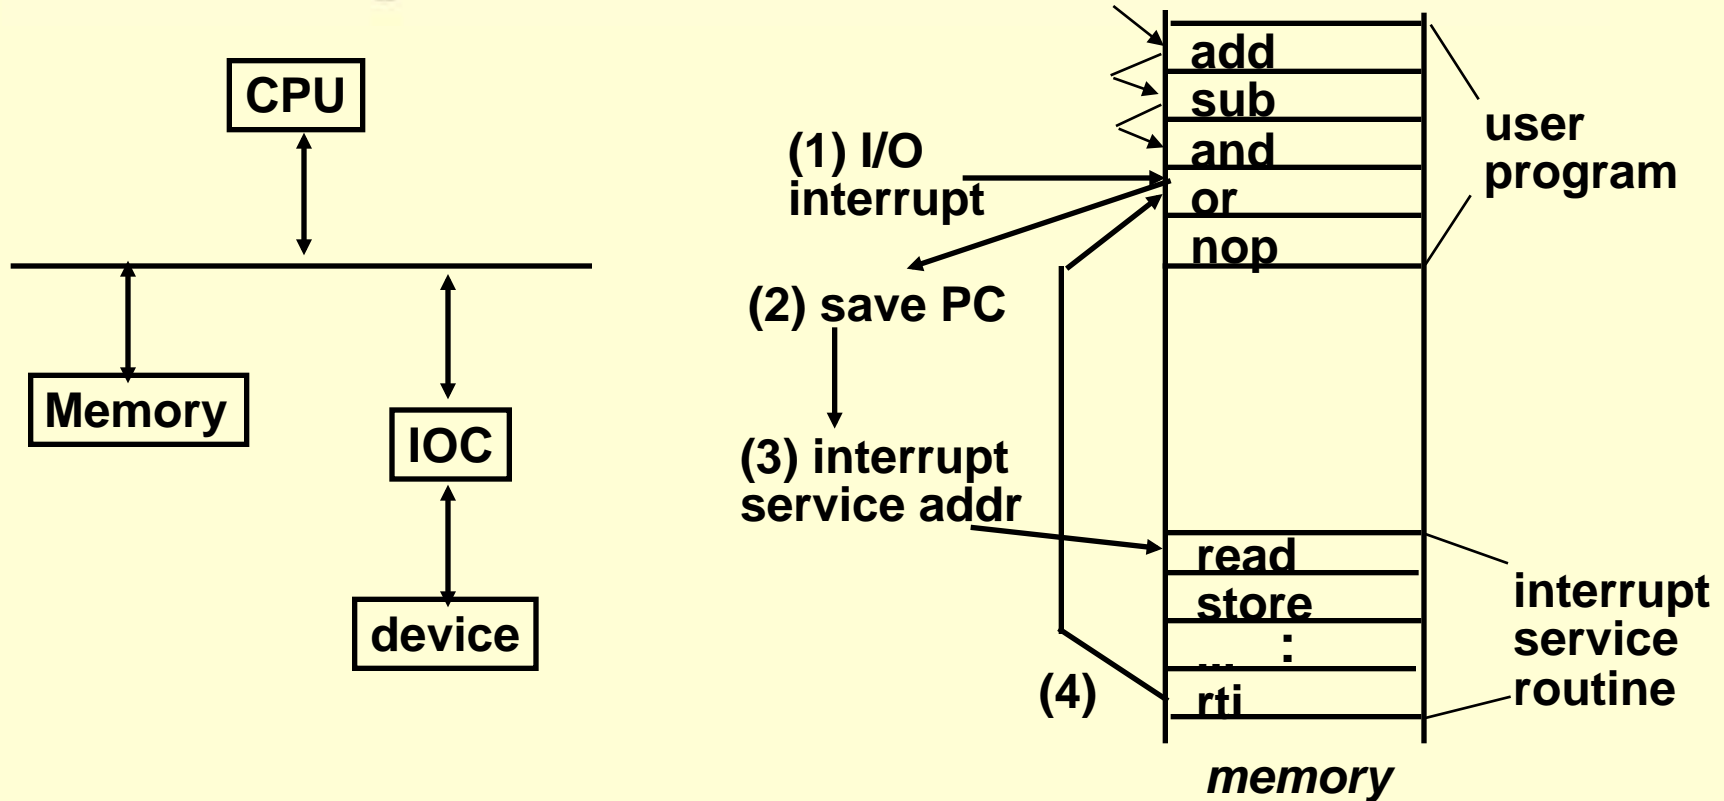 CPU
Memory
IOC
device
(1) I/O
interrupt
(2) save PC
(3) interrupt
service addr
(4)
add
sub
and
or
nop
user
program
read
store
... :
rti
interrupt
service
routine
memory